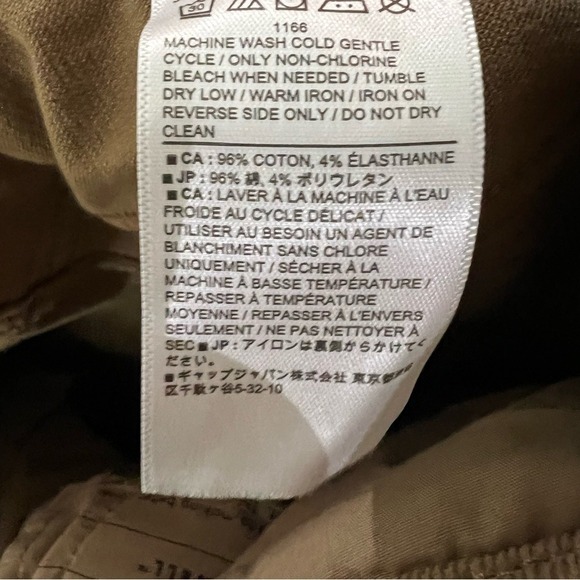 30
1166
MACHINE WASH COLD GENTLE
CYCLE / ONLY NON-CHLORINE
BLEACH WHEN NEEDED / TUMBLE
DRY LOW / WARM IRON / IRON ON
REVERSE SIDE ONLY / DO NOT DRY
CLEAN
■ CA : 96% COTTON, 4% ÉLASTHANNE
■ JP : 96% 綿, 4% ポリウレタン
■ CA : LAVER À LA MACHINE À L'EAU
FROIDE AU CYCLE DÉLICAT /
UTILISER AU BESOIN UN AGENT DE
BLANCHIMENT SANS CHLORE
UNIQUEMENT / SÉCHER À LA
MACHINE À BASSE TEMPÉRATURE /
REPASSER À TEMPÉRATURE
MOYENNE / REPASSER À L'ENVERS
SEULEMENT / NE PAS NETTOYER À
SEC ■ JP : アイロンは裏側からかけて
ださい。
■ ギャップジャパン株式会社 東京都
区千駄ヶ谷5-32-10